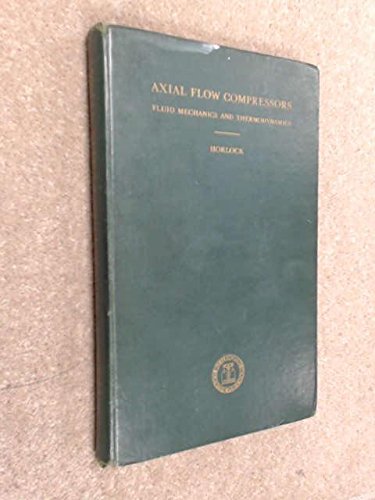 AXIAL FLOW COMPRESSORS
FLUID MECHANICS AND THERMODYNAMICS
HORLOCK